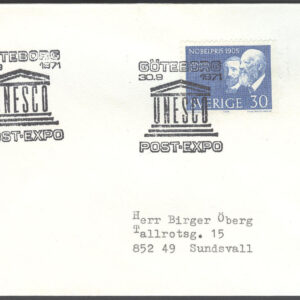 GÖTEBORG
1971
UNESCO
POST-EXPO
GÖTEBORG
30.9 1971
UNESCO
POST-EXPO
NOBELPRIS 1905
SVERIGE 30
Herr Birger Öberg
Tallrotsg. 15
852 49 Sundsvall